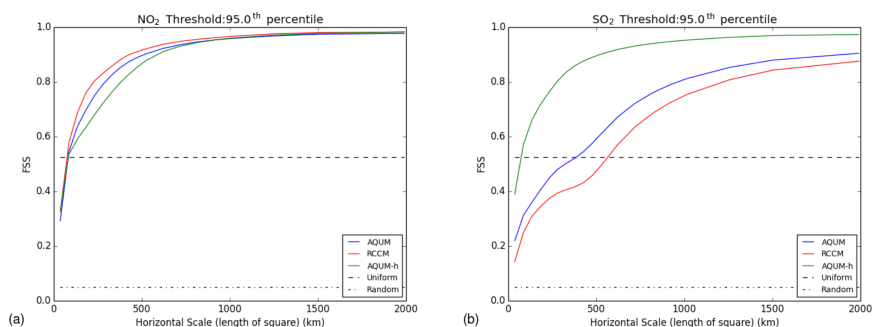 NO₂ Threshold:95.0ᵗʰ percentile
1.0
0.8
0.6
0.4
0.2
0.0
FSS
0
500
1000
1500
2000
Horizontal Scale (length of square) (km)
AQUM
RCCM
AQUM-h
Uniform
Random
(a)
SO₂ Threshold:95.0ᵗʰ percentile
1.0
0.8
0.6
0.4
0.2
0.0
FSS
0
500
1000
1500
2000
Horizontal Scale (length of square) (km)
AQUM
RCCM
AQUM-h
Uniform
Random
(b)